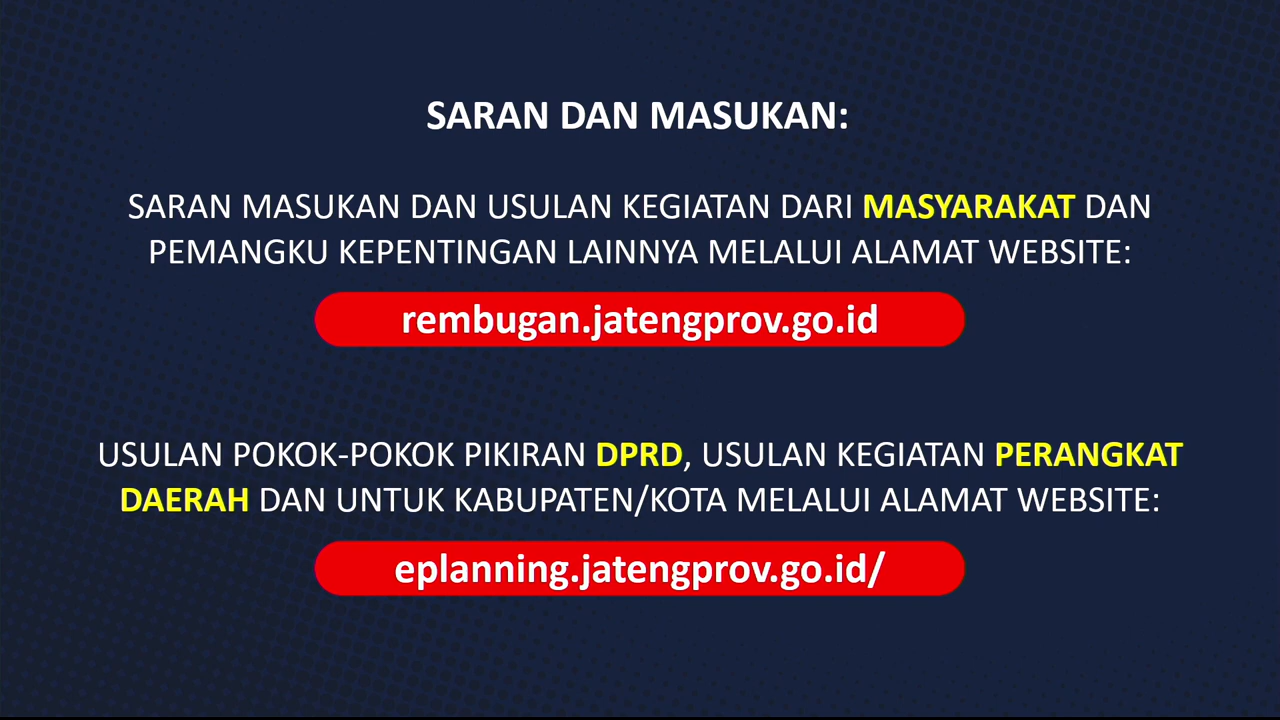 SARAN DAN MASUKAN:
SARAN MASUKAN DAN USULAN KEGIATAN DARI MASYARAKAT DAN
PEMANGKU KEPENTINGAN LAINNYA MELALUI ALAMAT WEBSITE:
rembugan.jatengprov.go.id
USULAN POKOK-POKOK PIKIRAN DPRD, USULAN KEGIATAN PERANGKAT
DAERAH DAN UNTUK KABUPATEN/KOTA MELALUI ALAMAT WEBSITE:
eplanning.jatengprov.go.id/